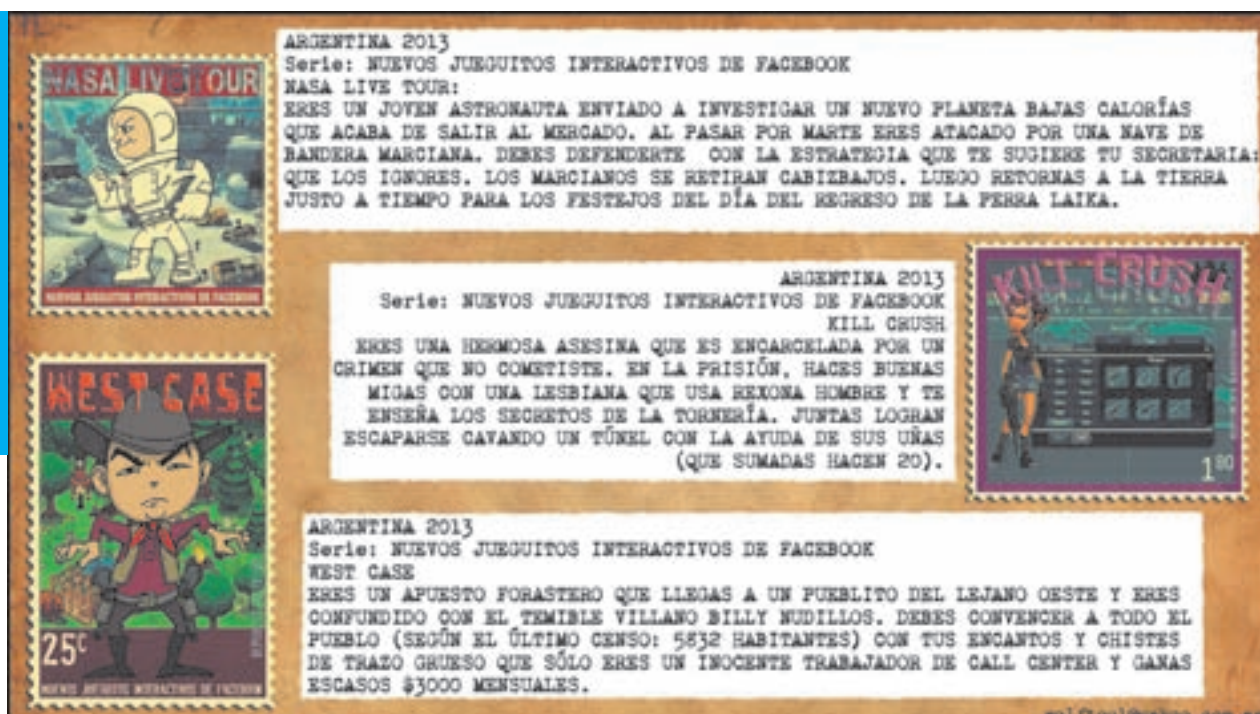 NASA LIVE TOUR
NUEVOS JUEGUITOS INTERACTIVOS DE FACEBOOK
ARGENTINA 2013
Serie: NUEVOS JUEGUITOS INTERACTIVOS DE FACEBOOK
NASA LIVE TOUR:
ERES UN JOVEN ASTRONAUTA ENVIADO A INVESTIGAR UN NUEVO PLANETA BAJAS CALORÍAS
QUE ACABA DE SALIR AL MERCADO. AL PASAR POR MARTE ERES ATACADO POR UNA NAVE DE
BANDERA MARCIANA. DEBES DEFENDERTE CON LA ESTRATEGIA QUE TE SUGIERE TU SECRETARIA:
QUE LOS IGNORES. LOS MARCIANOS SE RETIRAN CABIZBAJOS. LUEGO RETORNAS A LA TIERRA
JUSTO A TIEMPO PARA LOS FESTEJOS DEL DÍA DEL REGRESO DE LA PERRA LAIKA.
ARGENTINA 2013
Serie: NUEVOS JUEGUITOS INTERACTIVOS DE FACEBOOK
KILL CRUSH
ERES UNA HERMOSA ASESINA QUE ES ENCARCELADA POR UN
CRIMEN QUE NO COMETISTE. EN LA PRISIÓN, HACES BUENAS
MIGAS CON UNA LESBIANA QUE USA REXONA HOMBRE Y TE
ENSEÑA LOS SECRETOS DE LA TORNERÍA. JUNTAS LOGRAN
ESCAPARSE CAVANDO UN TÚNEL CON LA AYUDA DE SUS UÑAS
(QUE SUMADAS HACEN 20).
KILL CRUSH
1 80
WEST CASE
25c
NUEVOS JUEGUITOS INTERACTIVOS DE FACEBOOK
ARGENTINA 2013
Serie: NUEVOS JUEGUITOS INTERACTIVOS DE FACEBOOK
WEST CASE
ERES UN APUESTO FORASTERO QUE LLEGAS A UN PUEBLITO DEL LEJANO OESTE Y ERES
CONFUNDIDO CON EL TEMIBLE VILLANO BILLY NUDILLOS. DEBES CONVENCER A TODO EL
PUEBLO (SEGÚN EL ÚLTIMO CENSO: 5832 HABITANTES) CON TUS ENCANTOS Y CHISTES
DE TRAZO GRUESO QUE SÓLO ERES UN INOCENTE TRABAJADOR DE CALL CENTER Y GANAS
ESCASOS $3000 MENSUALES.